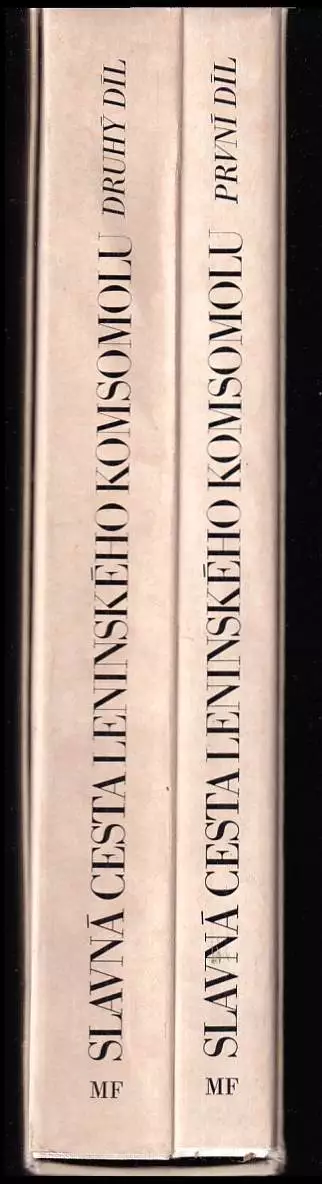 MF SLAVNÁ CESTA LENINSKÉHO KOMSOMOLU DRUHÝ DÍL
MF SLAVNÁ CESTA LENINSKÉHO KOMSOMOLU PRVNÍ DÍL